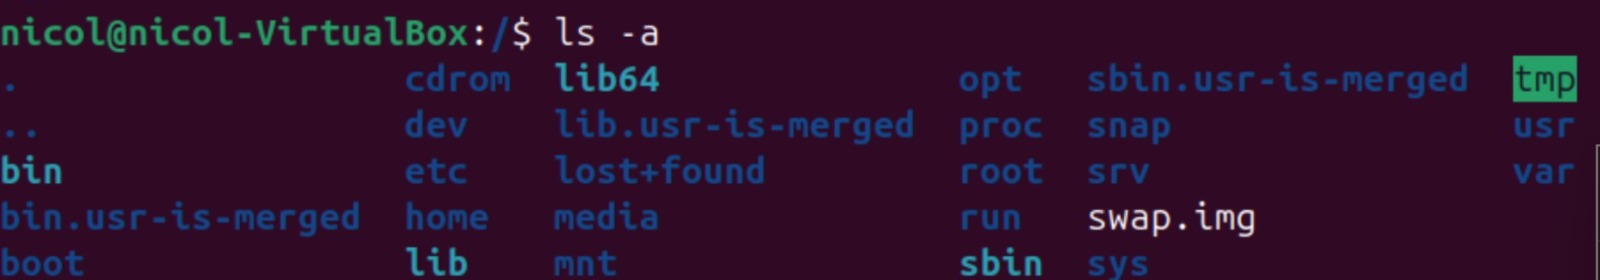 nicol@nicol-VirtualBox:/$ ls -a
. cdrom lib64 opt sbin.usr-is-merged tmp
.. dev lib.usr-is-merged proc snap usr
bin etc lost+found root srv var
bin.usr-is-merged home media run swap.img
boot lib mnt sbin sys